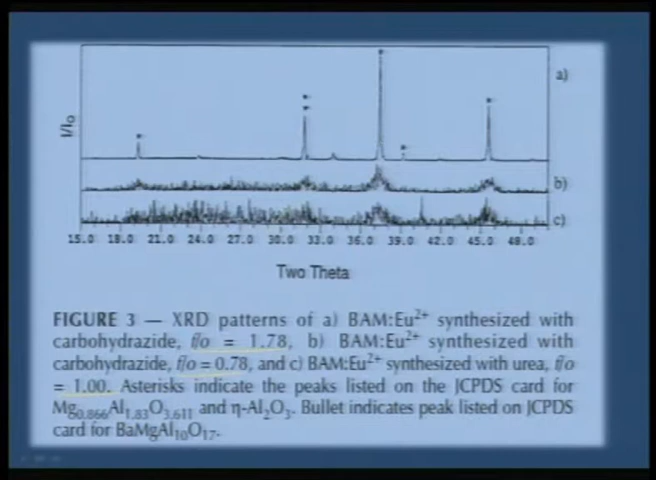 a)
I/Io
b)
c)
15.0 18.0 21.0 24.0 27.0 30.0 33.0 36.0 39.0 42.0 45.0 48.0
Two Theta
FIGURE 3 — XRD patterns of a) BAM:Eu²⁺ synthesized with
carbohydrazide, f/o = 1.78, b) BAM:Eu²⁺ synthesized with
carbohydrazide, f/o = 0.78, and c) BAM:Eu²⁺ synthesized with urea, f/o
= 1.00. Asterisks indicate the peaks listed on the JCPDS card for
Mg₀.₈₆₆Al₁.₈₃O₃.₆₁₁ and η-Al₂O₃. Bullet indicates peak listed on JCPDS
card for BaMgAl₁₀O₁₇.